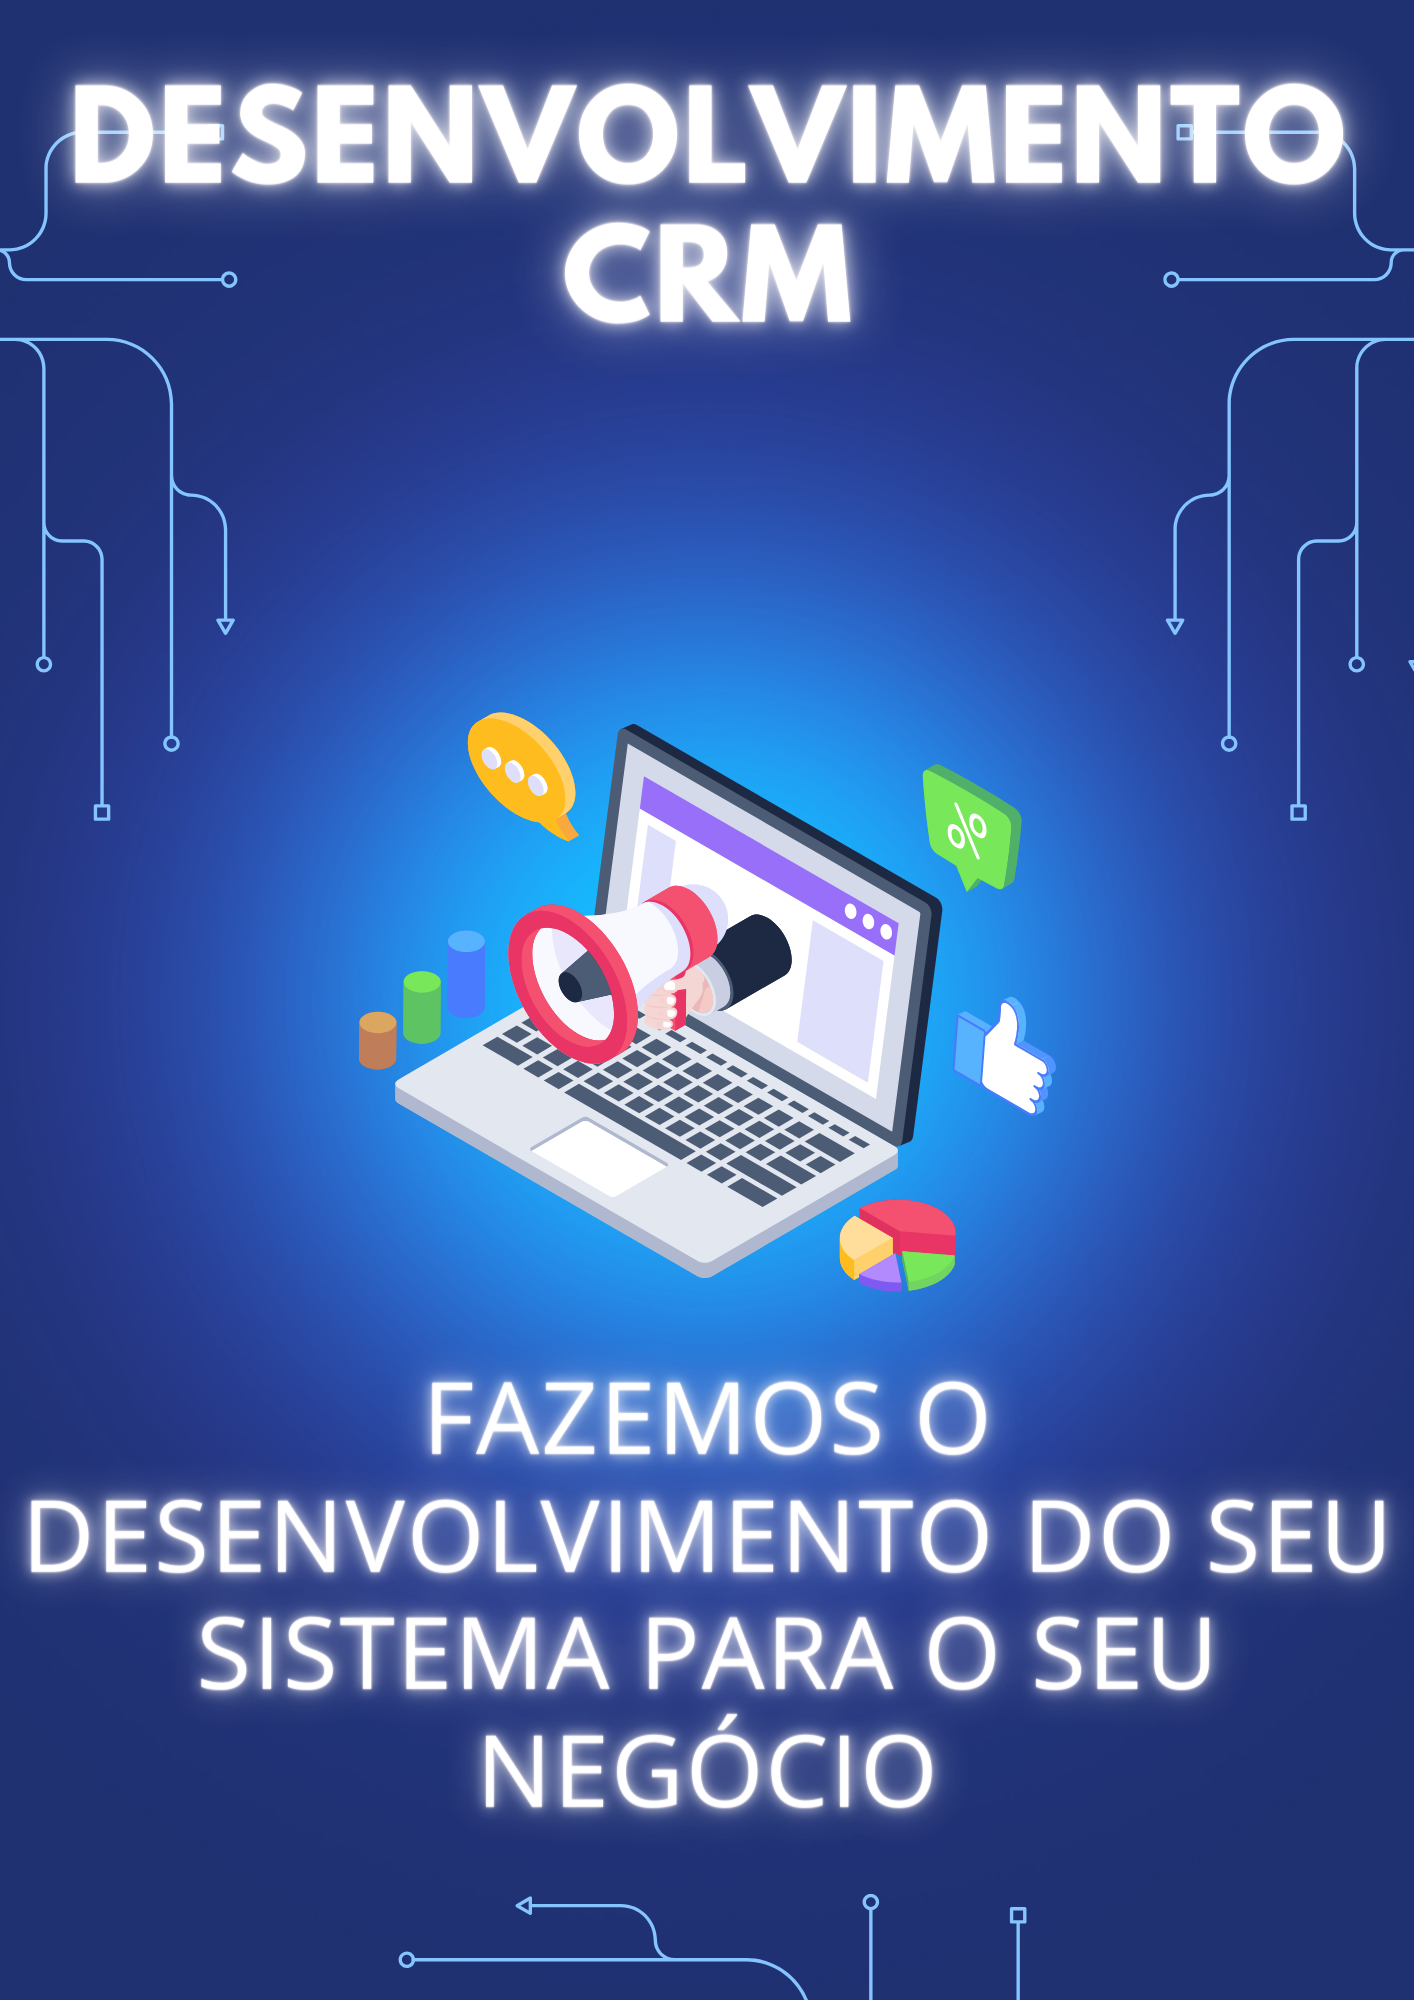 DESENVOLVIMENTO
CRM
%
FAZEMOS O
DESENVOLVIMENTO DO SEU
SISTEMA PARA O SEU
NEGÓCIO